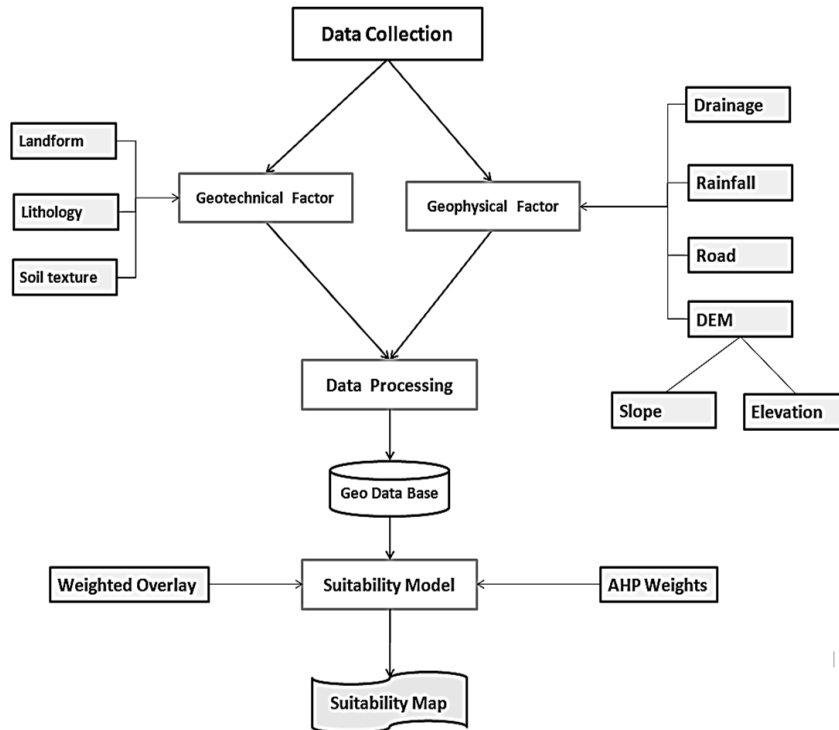 Data Collection
Landform
Lithology
Soil texture
Geotechnical Factor
Geophysical Factor
Drainage
Rainfall
Road
DEM
Slope
Elevation
Data Processing
Geo Data Base
Weighted Overlay
Suitability Model
AHP Weights
Suitability Map